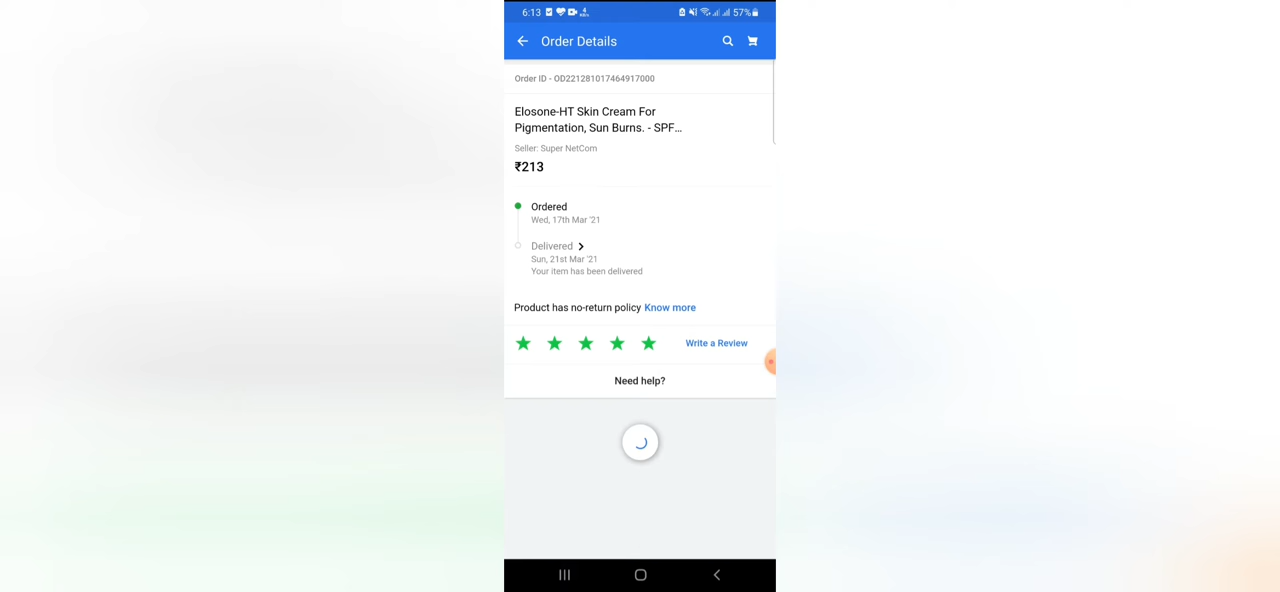 6:13 4 KB/s 57%
Order Details
Order ID - OD221281017464917000
Elosone-HT Skin Cream For
Pigmentation, Sun Burns. - SPF...
Seller: Super NetCom
₹213
Ordered
Wed, 17th Mar '21
Delivered
Sun, 21st Mar '21
Your item has been delivered
Product has no-return policy Know more
Write a Review
Need help?